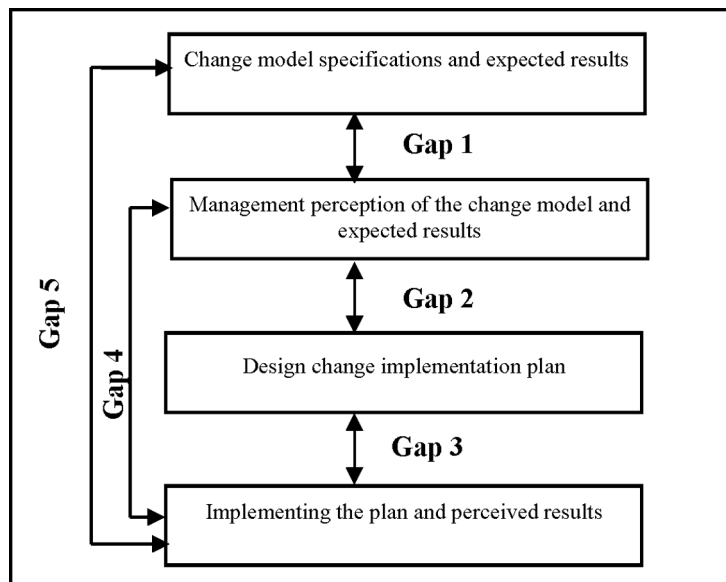 Change model specifications and expected results
Gap 1
Management perception of the change model and
expected results
Gap 2
Design change implementation plan
Gap 3
Implementing the plan and perceived results
Gap 4
Gap 5